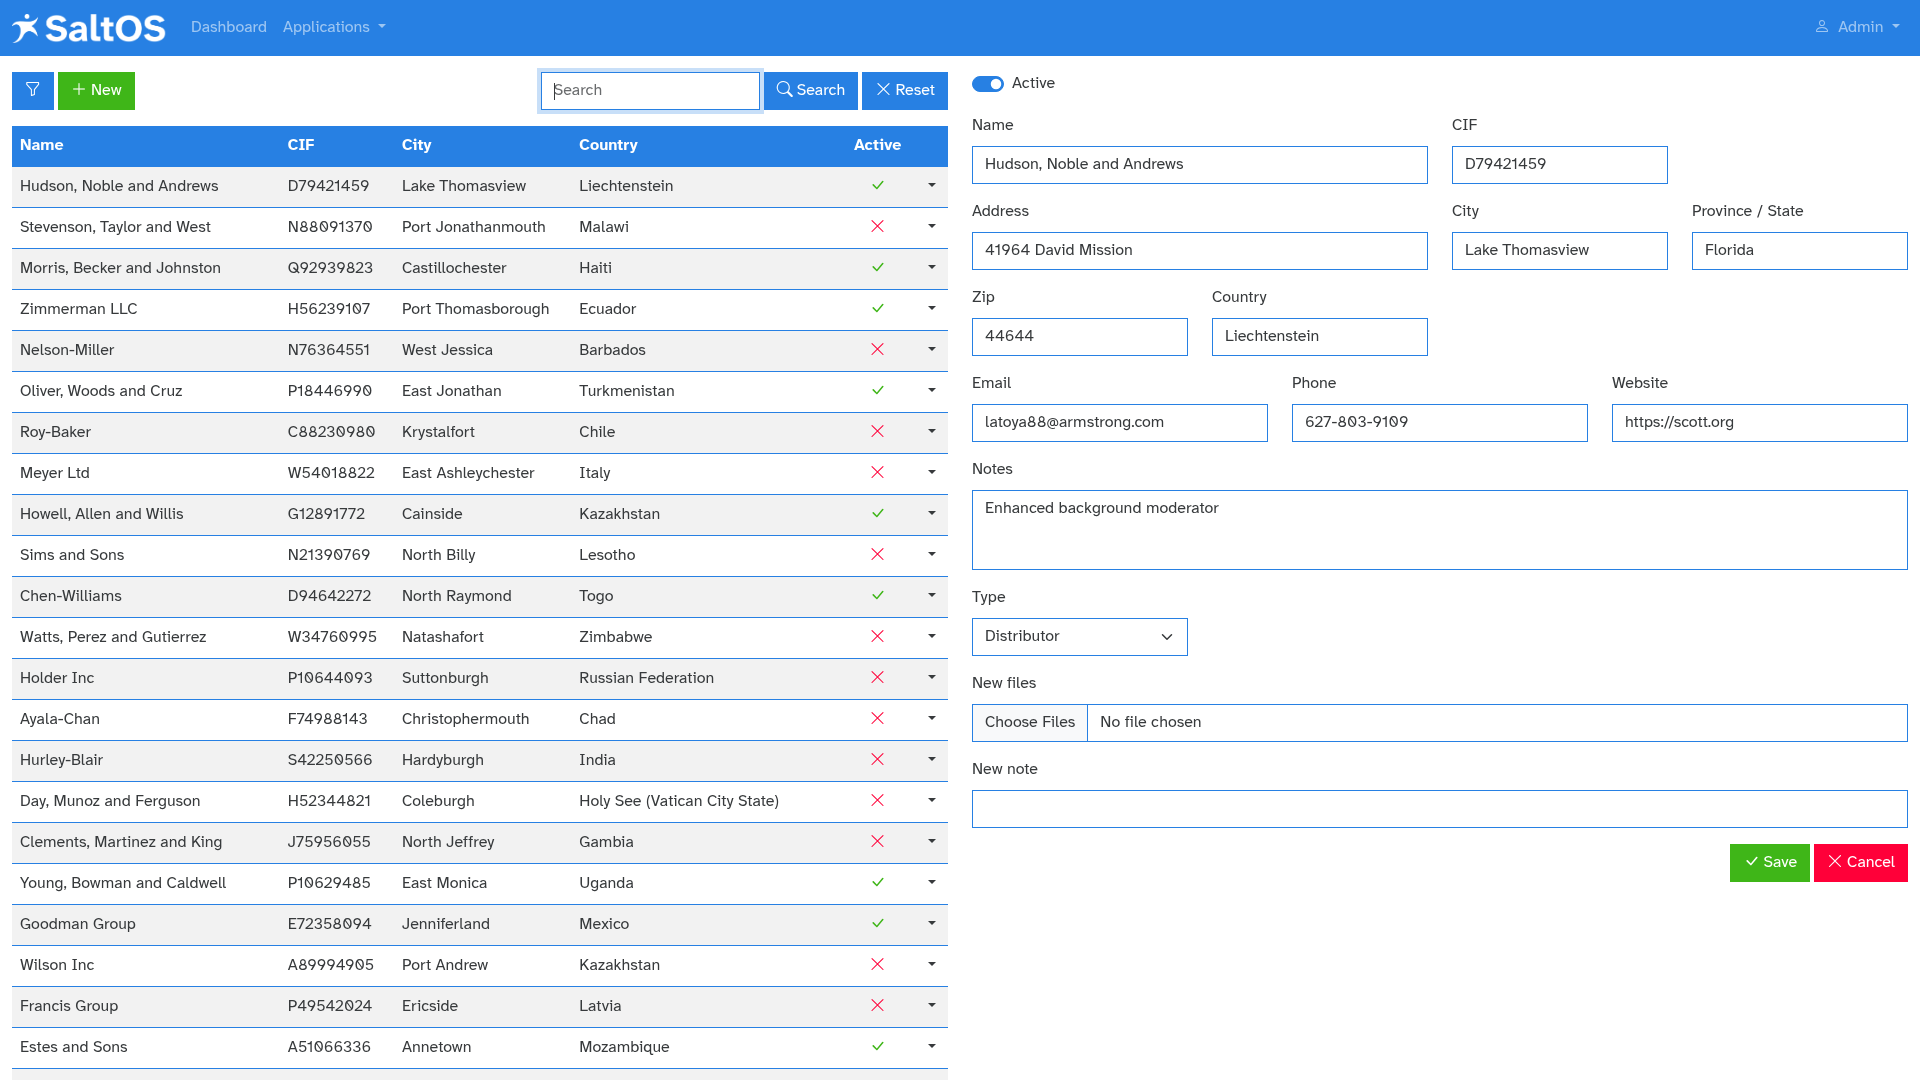 SaltOS Dashboard Applications Admin
New Search Search Reset
Name CIF City Country Active
Hudson, Noble and Andrews D79421459 Lake Thomasview Liechtenstein
Stevenson, Taylor and West N88091370 Port Jonathanmouth Malawi
Morris, Becker and Johnston Q92939823 Castillochester Haiti
Zimmerman LLC H56239107 Port Thomasborough Ecuador
Nelson-Miller N76364551 West Jessica Barbados
Oliver, Woods and Cruz P18446990 East Jonathan Turkmenistan
Roy-Baker C88230980 Krystalfort Chile
Meyer Ltd W54018822 East Ashleychester Italy
Howell, Allen and Willis G12891772 Cainside Kazakhstan
Sims and Sons N21390769 North Billy Lesotho
Chen-Williams D94642272 North Raymond Togo
Watts, Perez and Gutierrez W34760995 Natashafort Zimbabwe
Holder Inc P10644093 Suttonburgh Russian Federation
Ayala-Chan F74988143 Christophermouth Chad
Hurley-Blair S42250566 Hardyburgh India
Day, Munoz and Ferguson H52344821 Coleburgh Holy See (Vatican City State)
Clements, Martinez and King J75956055 North Jeffrey Gambia
Young, Bowman and Caldwell P10629485 East Monica Uganda
Goodman Group E72358094 Jenniferland Mexico
Wilson Inc A89994905 Port Andrew Kazakhstan
Francis Group P49542024 Ericside Latvia
Estes and Sons A51066336 Annetown Mozambique
Active
Name CIF
Hudson, Noble and Andrews D79421459
Address City Province / State
41964 David Mission Lake Thomasview Florida
Zip Country
44644 Liechtenstein
Email Phone Website
latoya88@armstrong.com 627-803-9109 https://scott.org
Notes
Enhanced background moderator
Type
Distributor
New files
Choose Files No file chosen
New note
Save Cancel